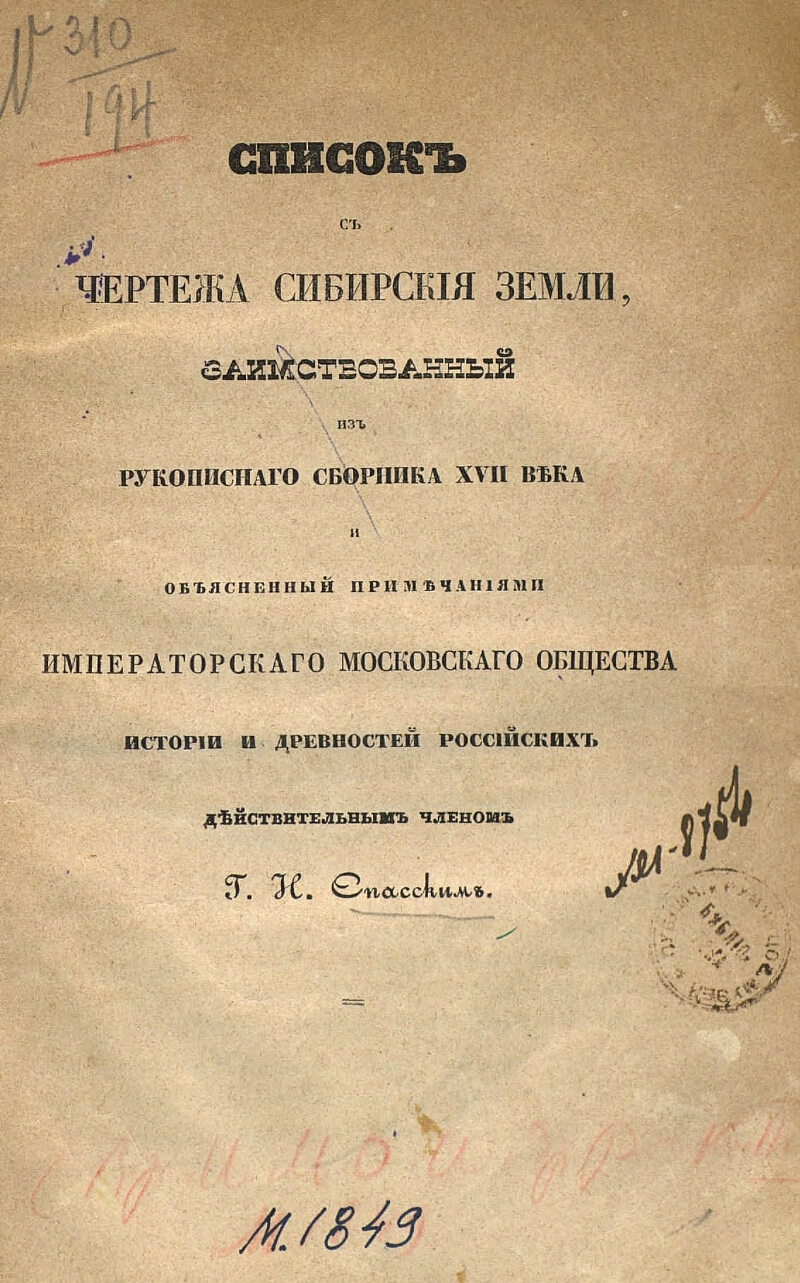 № 310
194
СПИСОКЪ
СЪ
ЧЕРТЕЖА СИБИРСКІЯ ЗЕМЛИ,
ЗАИМСТВОВАННЫЙ
ИЗЪ
РУКОПИСНАГО СБОРНИКА XVII ВѢКА
И
ОБЪЯСНЕННЫЙ ПРИМѢЧАНІЯМИ
ИМПЕРАТОРСКАГО МОСКОВСКАГО ОБЩЕСТВА
ИСТОРІИ И ДРЕВНОСТЕЙ РОССІЙСКИХЪ
ДѢЙСТВИТЕЛЬНЫМЪ ЧЛЕНОМЪ
Г. И. Спасскимъ.
М. 1849